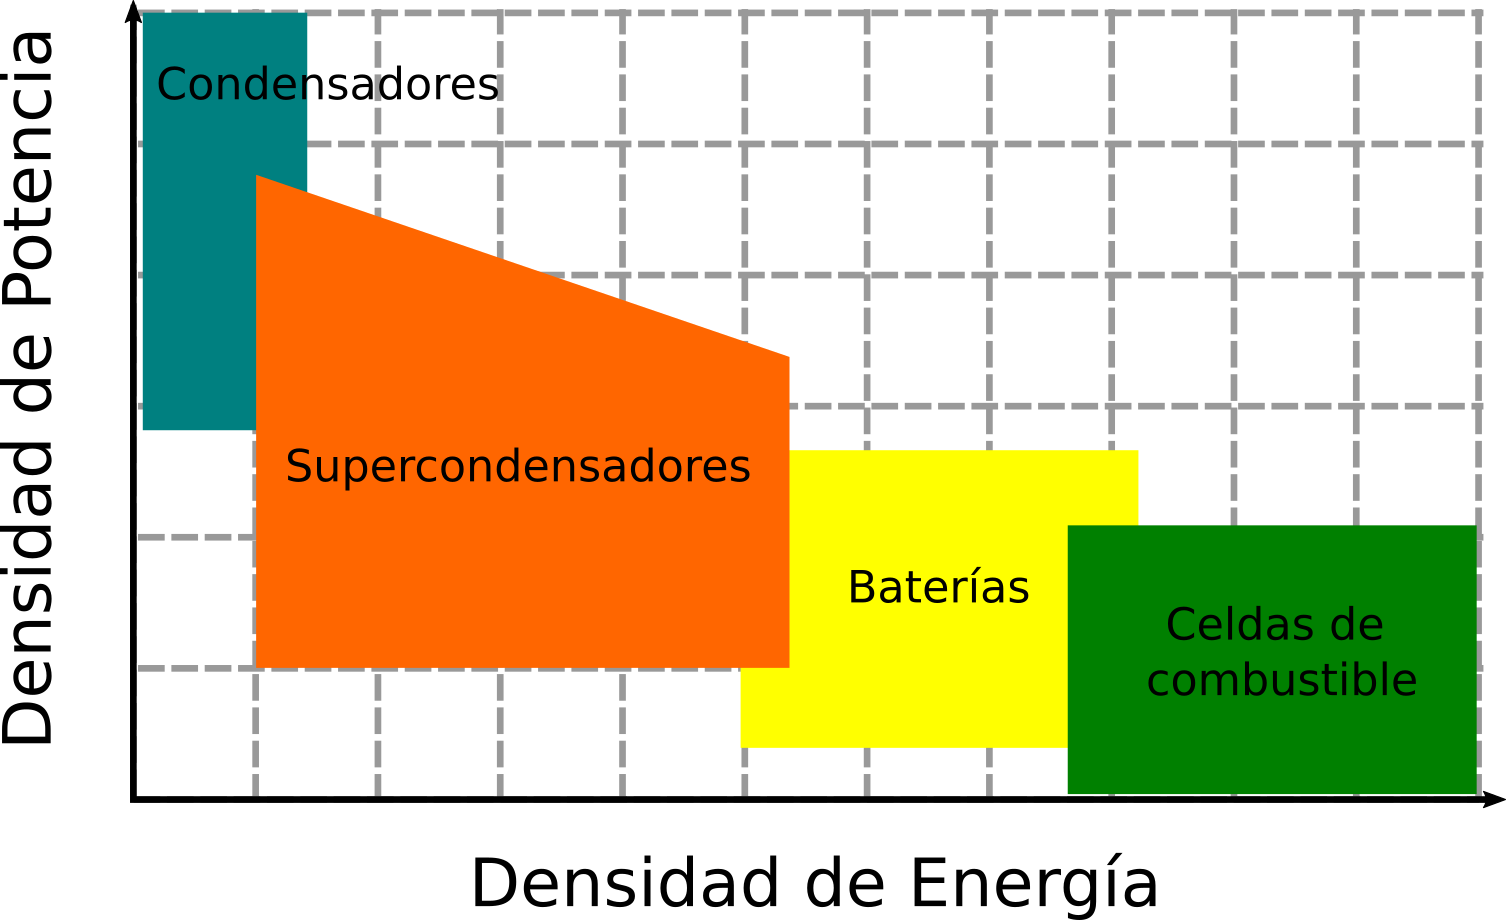 Densidad de Potencia
Condensadores
Supercondensadores
Baterías
Celdas de
combustible
Densidad de Energía